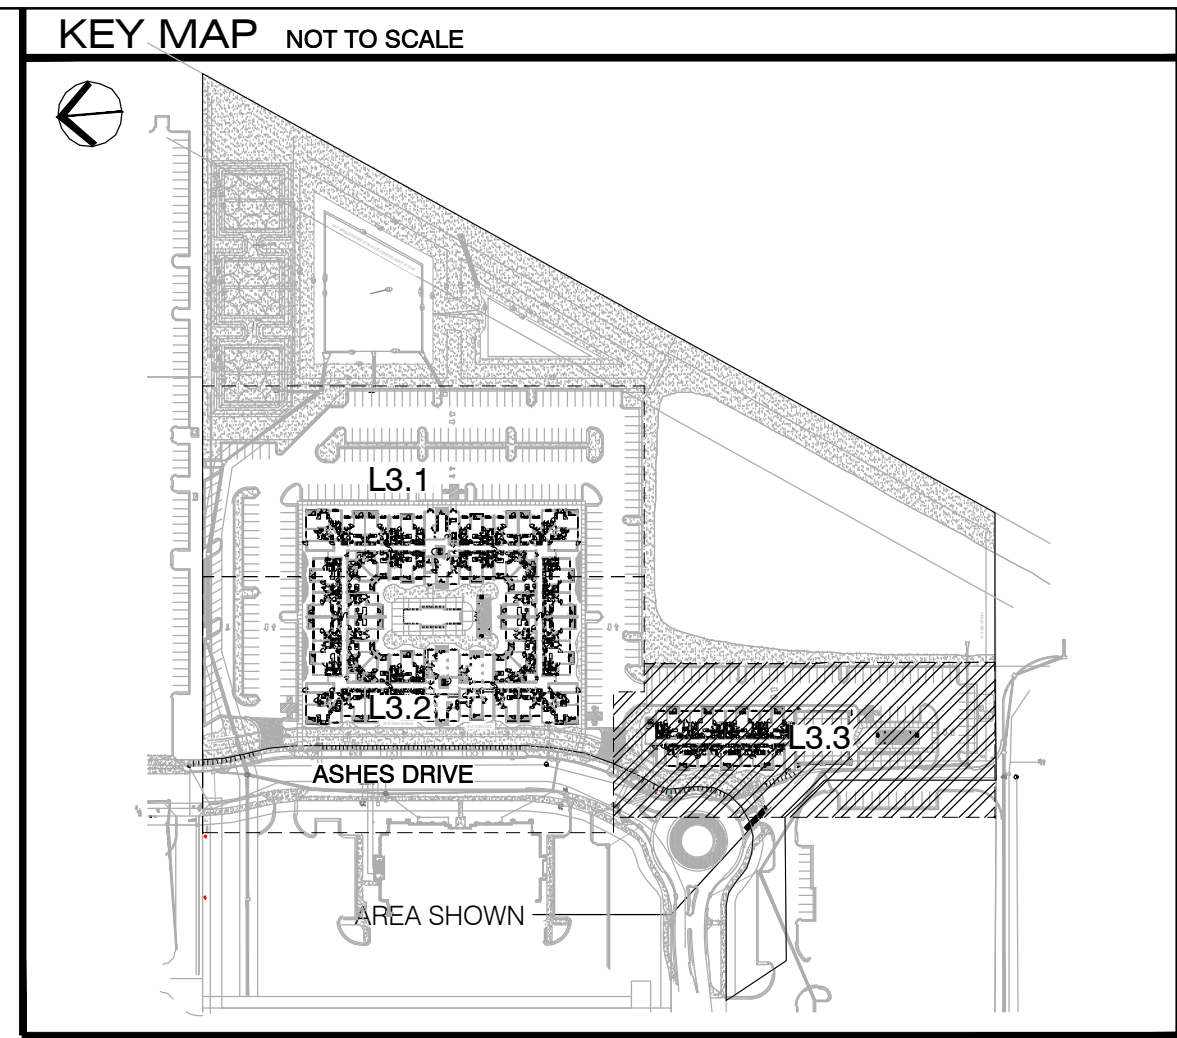 KEY MAP NOT TO SCALE
L3.1
L3.2
L3.3
ASHES DRIVE
AREA SHOWN